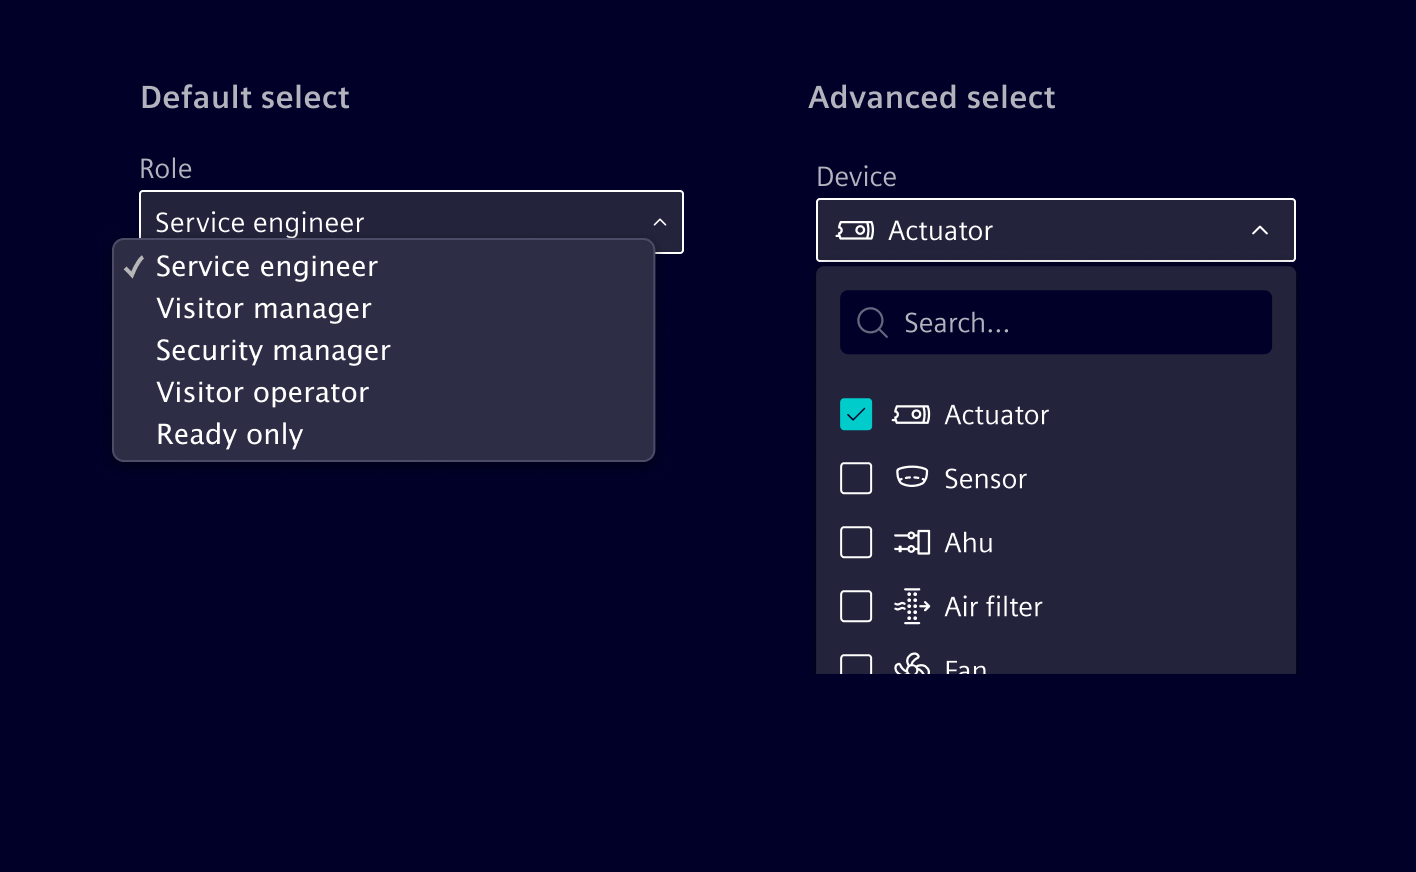 Default select
Role
Service engineer
Service engineer
Visitor manager
Security manager
Visitor operator
Ready only
Advanced select
Device
Actuator
Search...
Actuator
Sensor
Ahu
Air filter
Fan